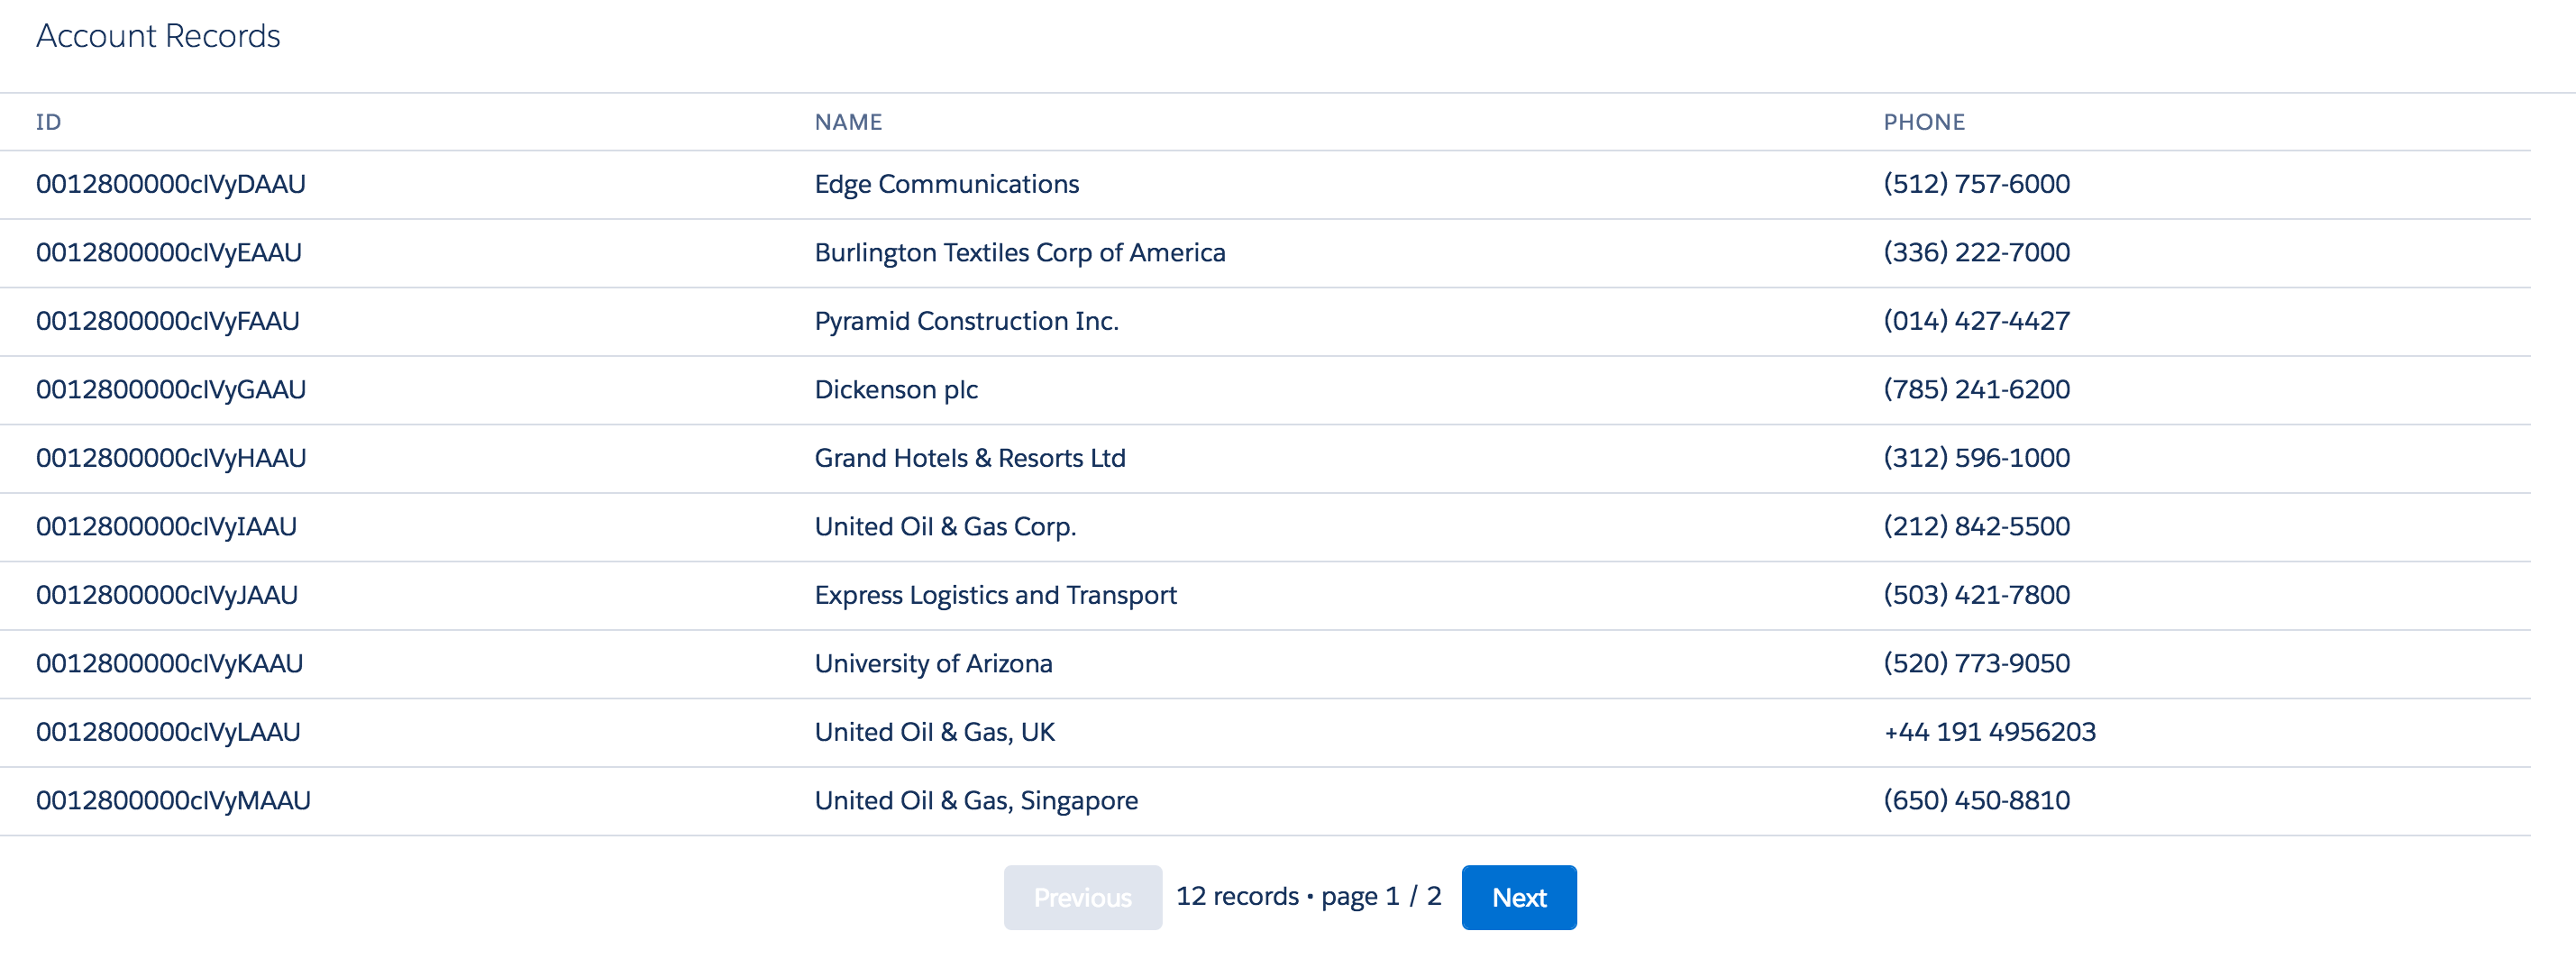 Account Records
ID NAME PHONE
0012800000cIVyDAAU Edge Communications (512) 757-6000
0012800000cIVyEAAU Burlington Textiles Corp of America (336) 222-7000
0012800000cIVyFAAU Pyramid Construction Inc. (014) 427-4427
0012800000cIVyGAAU Dickenson plc (785) 241-6200
0012800000cIVyHAAU Grand Hotels & Resorts Ltd (312) 596-1000
0012800000cIVyIAAU United Oil & Gas Corp. (212) 842-5500
0012800000cIVyJAAU Express Logistics and Transport (503) 421-7800
0012800000cIVyKAAU University of Arizona (520) 773-9050
0012800000cIVyLAAU United Oil & Gas, UK +44 191 4956203
0012800000cIVyMAAU United Oil & Gas, Singapore (650) 450-8810
Previous 12 records • page 1 / 2 Next